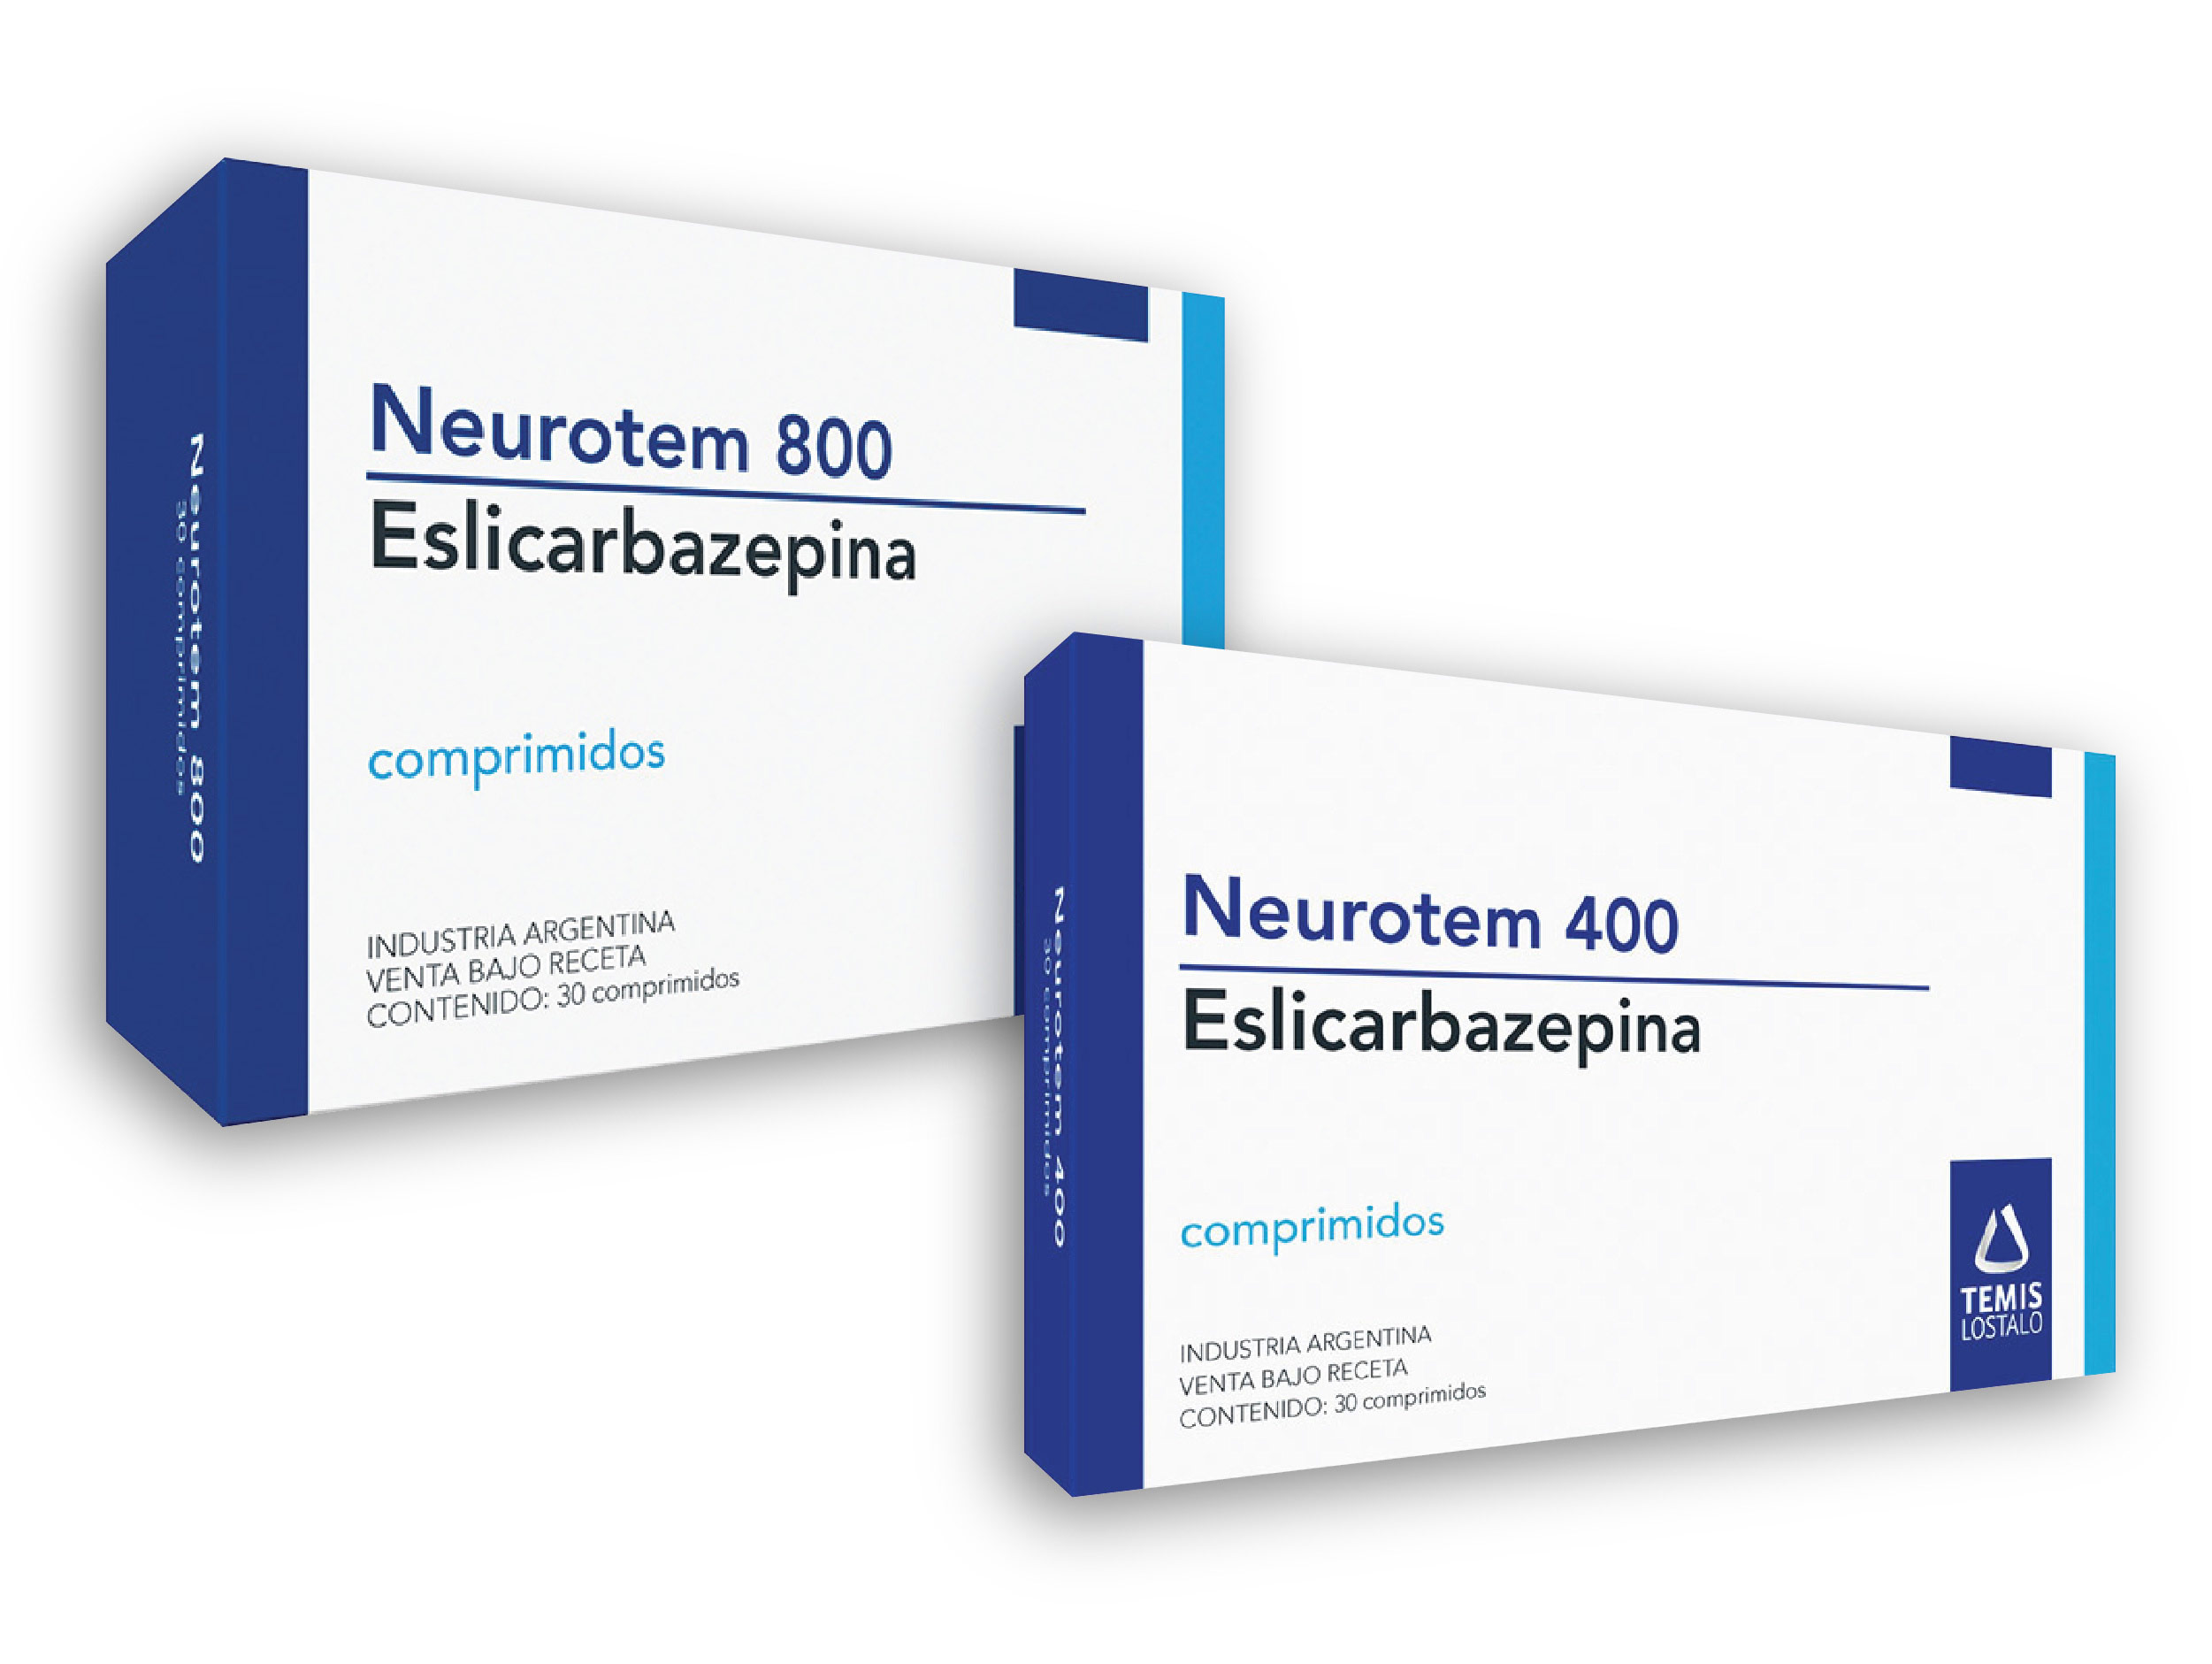 Neurotem 800
Eslicarbazepina
comprimidos
INDUSTRIA ARGENTINA
VENTA BAJO RECETA
CONTENIDO: 30 comprimidos
Neurotem 800
30 comprimidos
Neurotem 400
Eslicarbazepina
comprimidos
INDUSTRIA ARGENTINA
VENTA BAJO RECETA
CONTENIDO: 30 comprimidos
TEMIS
LOSTALO
Neurotem 400
30 comprimidos